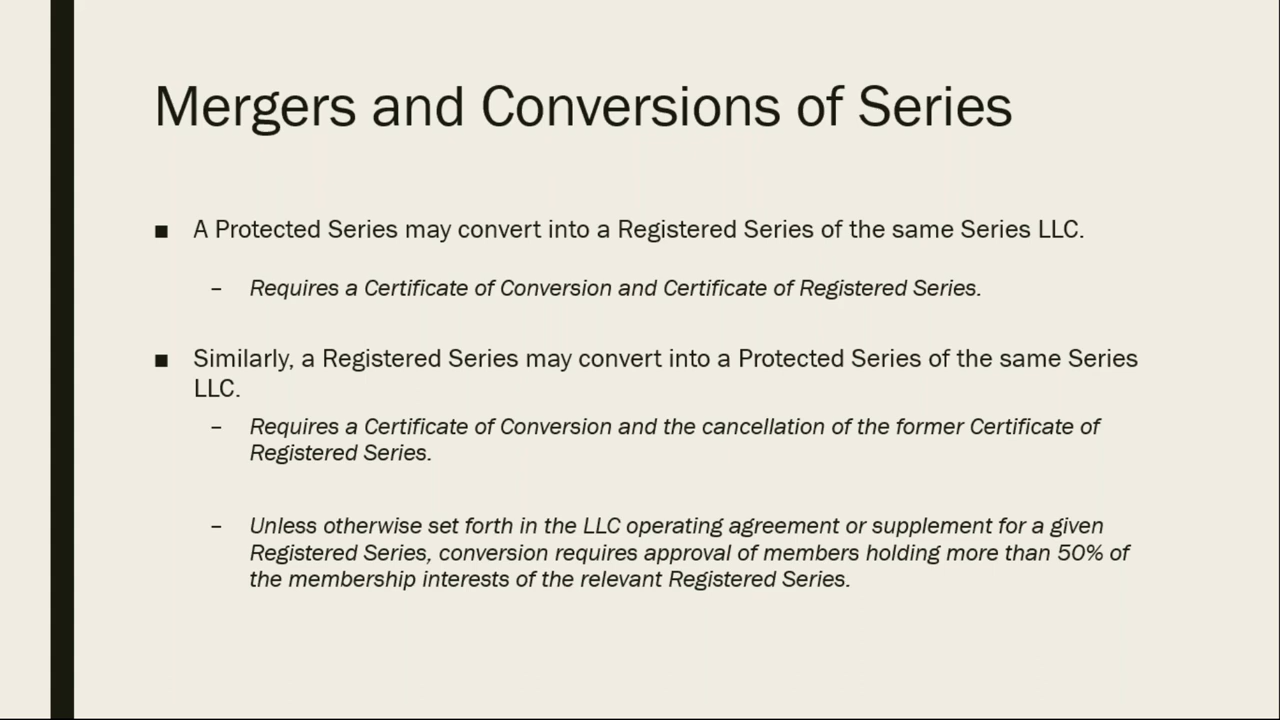 Mergers and Conversions of Series
■ A Protected Series may convert into a Registered Series of the same Series LLC.
– Requires a Certificate of Conversion and Certificate of Registered Series.
■ Similarly, a Registered Series may convert into a Protected Series of the same Series
LLC.
– Requires a Certificate of Conversion and the cancellation of the former Certificate of
Registered Series.
– Unless otherwise set forth in the LLC operating agreement or supplement for a given
Registered Series, conversion requires approval of members holding more than 50% of
the membership interests of the relevant Registered Series.